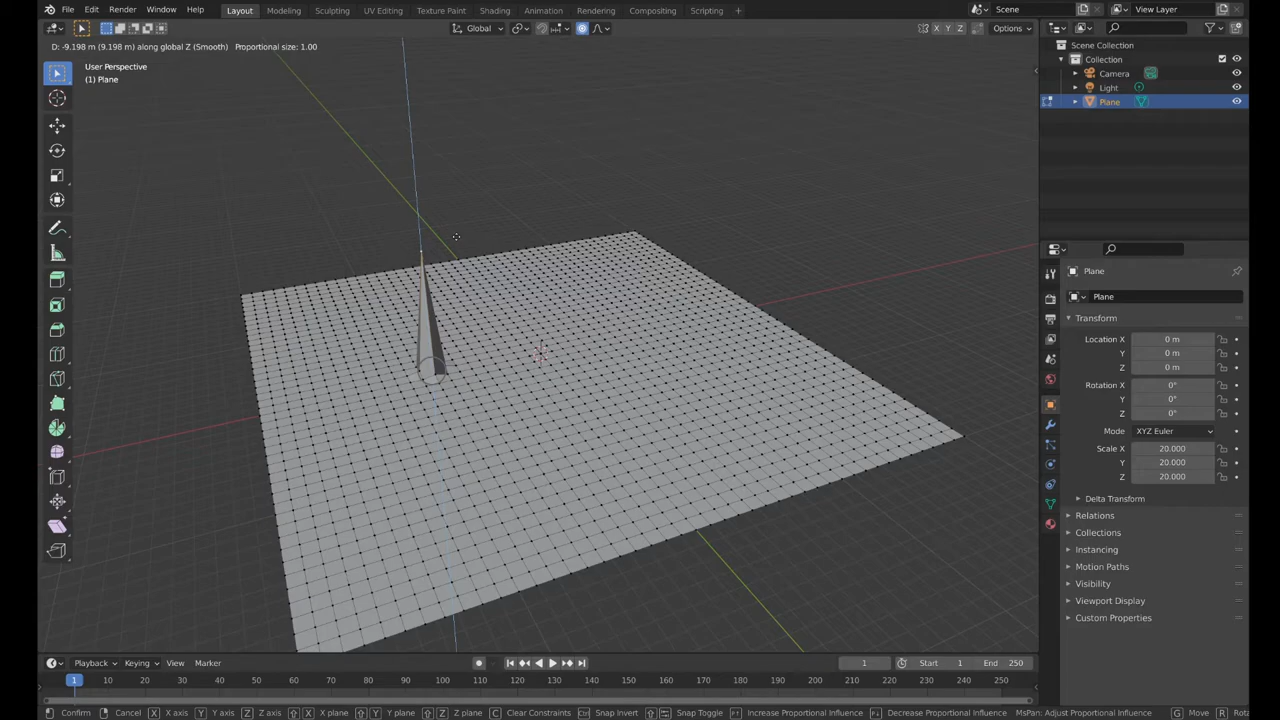 File Edit Render Window Help Layout Modeling Sculpting UV Editing Texture Paint Shading Animation Rendering Compositing Scripting + Scene View Layer
Global X Y Z Options
D: -9.198 m (9.198 m) along global Z (Smooth) Proportional size: 1.00
User Perspective
(1) Plane
Scene Collection
Collection
Camera
Light
Plane
Plane
Plane
Transform
Location X 0 m
Y 0 m
Z 0 m
Rotation X 0°
Y 0°
Z 0°
Mode XYZ Euler
Scale X 20.000
Y 20.000
Z 20.000
Delta Transform
Relations
Collections
Instancing
Motion Paths
Visibility
Viewport Display
Custom Properties
Playback Keying View Marker 1 Start 1 End 250
1 10 20 30 40 50 60 70 80 90 100 110 120 130 140 150 160 170 180 190 200 210 220 230 240 250
Confirm Cancel X X axis Y Y axis Z Z axis X X plane Y Y plane Z Z plane C Clear Constraints Snap Invert Snap Toggle G Increase Proportional Influence Decrease Proportional Influence MsPan: Adjust Proportional Influence R Rota